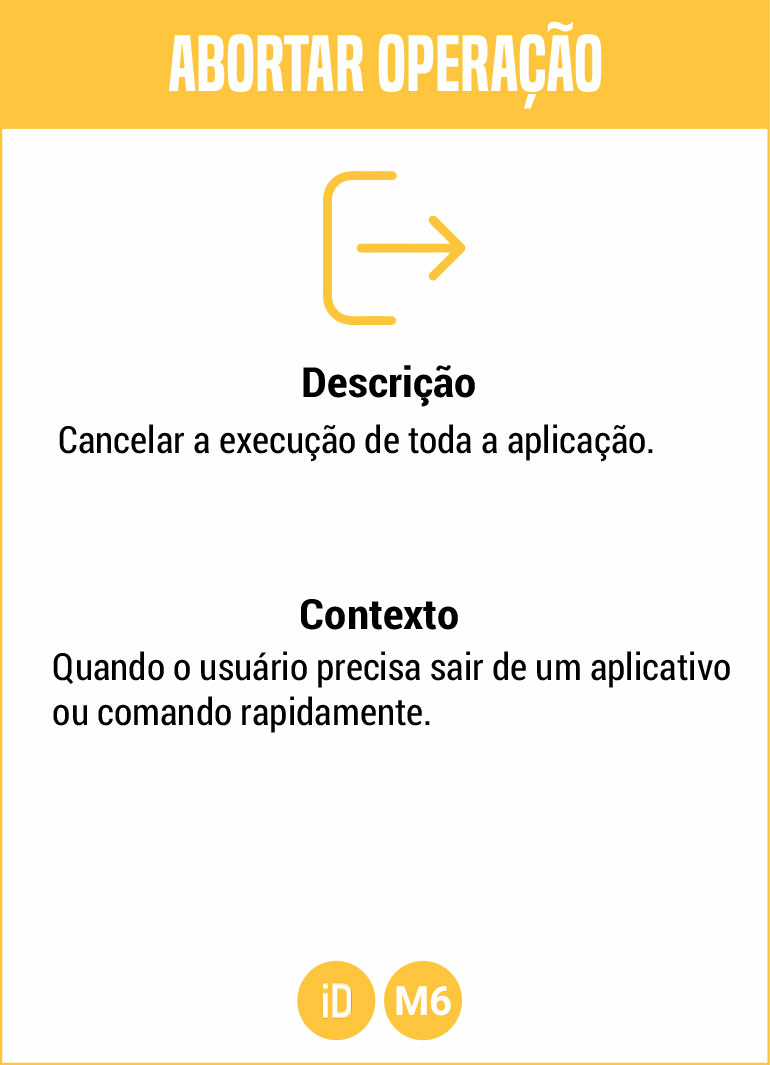 ABORTAR OPERAÇÃO
Descrição
Cancelar a execução de toda a aplicação.
Contexto
Quando o usuário precisa sair de um aplicativo
ou comando rapidamente.
iD M6